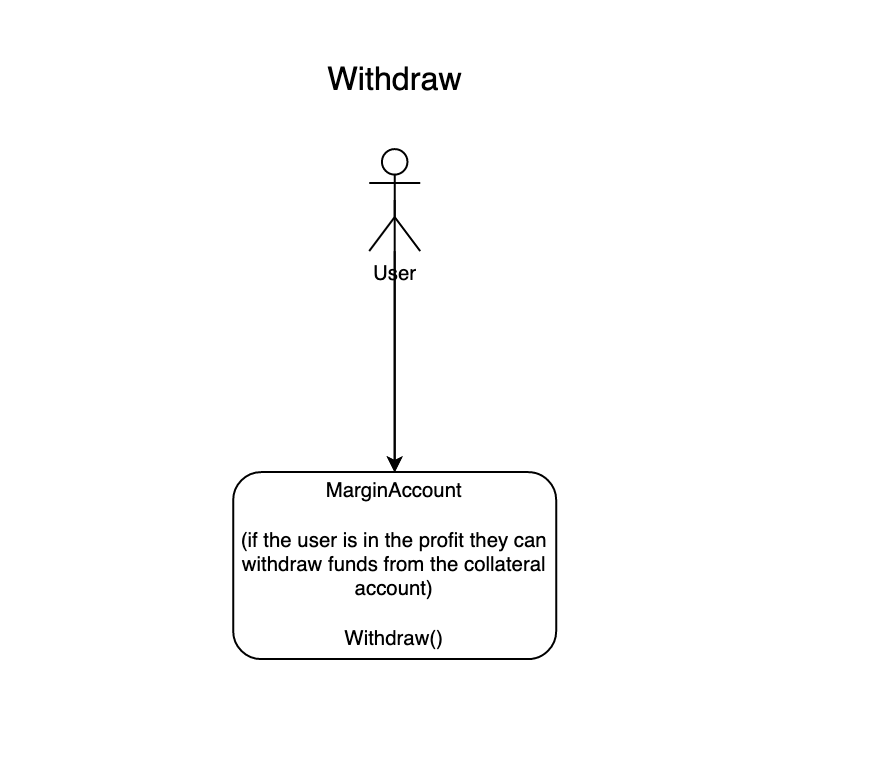 Withdraw
User
MarginAccount
(if the user is in the profit they can
withdraw funds from the collateral
account)
Withdraw()